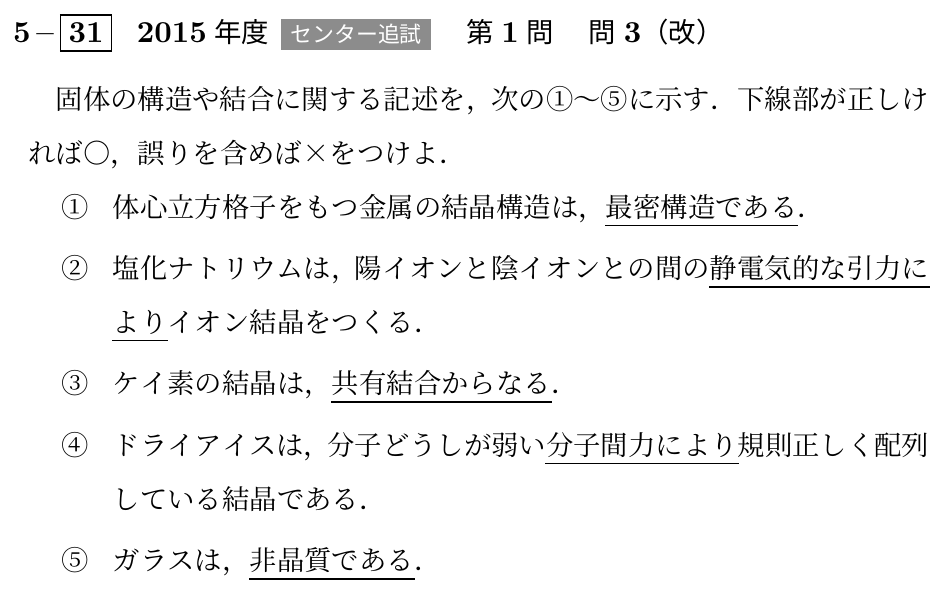 5－31 2015年度 センター追試 第1問 問3（改）
固体の構造や結合に関する記述を，次の①～⑤に示す．下線部が正しけ
れば○，誤りを含めば×をつけよ．
① 体心立方格子をもつ金属の結晶構造は，最密構造である．
② 塩化ナトリウムは，陽イオンと陰イオンとの間の静電気的な引力に
よりイオン結晶をつくる．
③ ケイ素の結晶は，共有結合からなる．
④ ドライアイスは，分子どうしが弱い分子間力により規則正しく配列
している結晶である．
⑤ ガラスは，非晶質である．